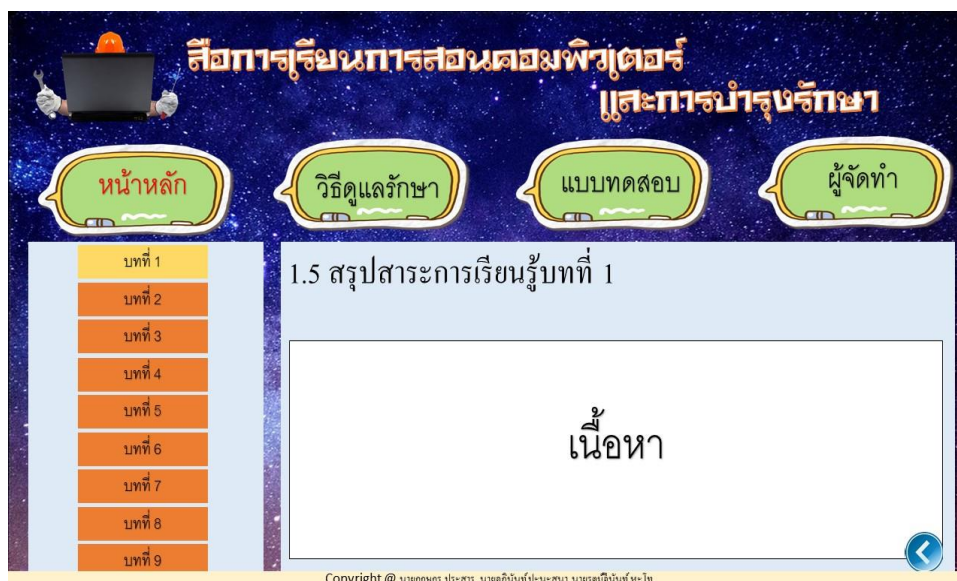 สื่อการเรียนการสอนคอมพิวเตอร์
และการบำรุงรักษา
หน้าหลัก
วิธีดูแลรักษา
แบบทดสอบ
ผู้จัดทำ
บทที่ 1
บทที่ 2
บทที่ 3
บทที่ 4
บทที่ 5
บทที่ 6
บทที่ 7
บทที่ 8
บทที่ 9
1.5 สรุปสาระการเรียนรู้บทที่ 1
เนื้อหา
Copyright @ นาย